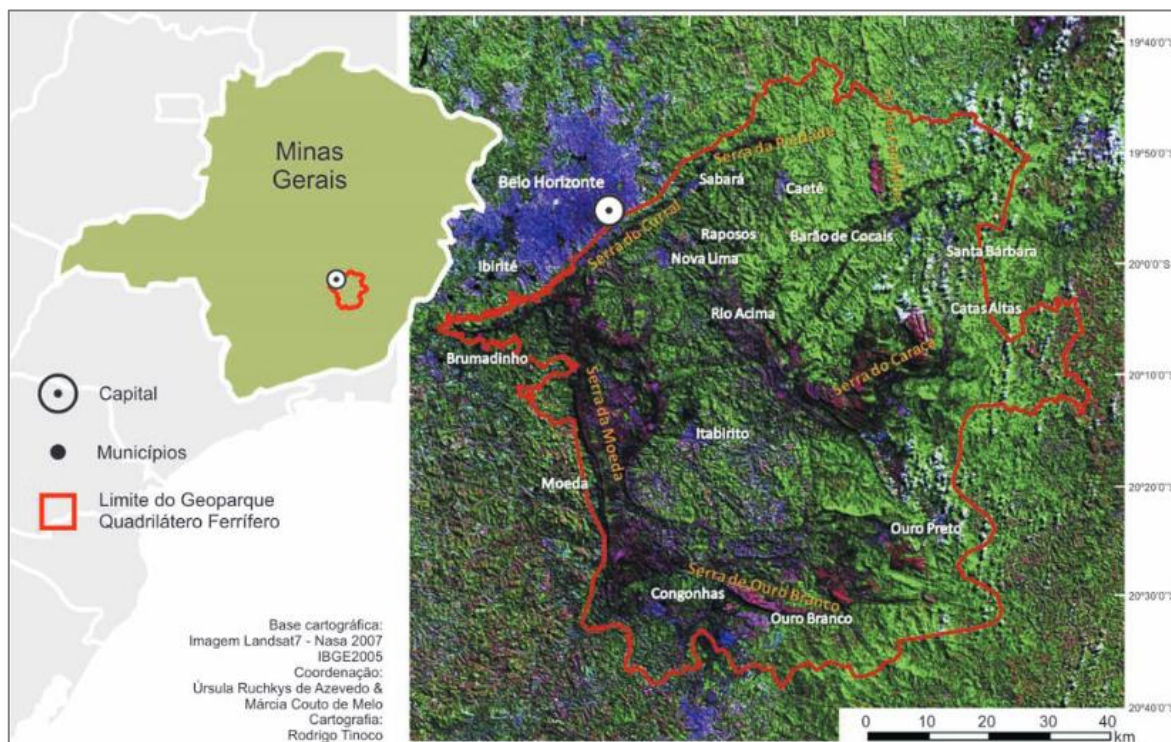 Minas
Gerais
Capital
Municípios
Limite do Geoparque
Quadrilátero Ferrífero
Base cartográfica:
Imagem Landsat7 - Nasa 2007
IBGE2005
Coordenação:
Úrsula Ruchkys de Azevedo &
Márcia Couto de Melo
Cartografia:
Rodrigo Tinoco
Belo Horizonte
Serra da Piedade
Sabará
Caeté
Serra do Curral
Raposos
Barão de Cocais
Nova Lima
Santa Bárbara
Ibirité
Rio Acima
Catas Altas
Brumadinho
Serra do Caraça
Serra da Moeda
Itabirito
Moeda
Ouro Preto
Serra de Ouro Branco
Congonhas
Ouro Branco
19°40'0"S
19°50'0"S
20°0'0"S
20°10'0"S
20°20'0"S
20°30'0"S
20°40'0"S
0 10 20 30 40
km